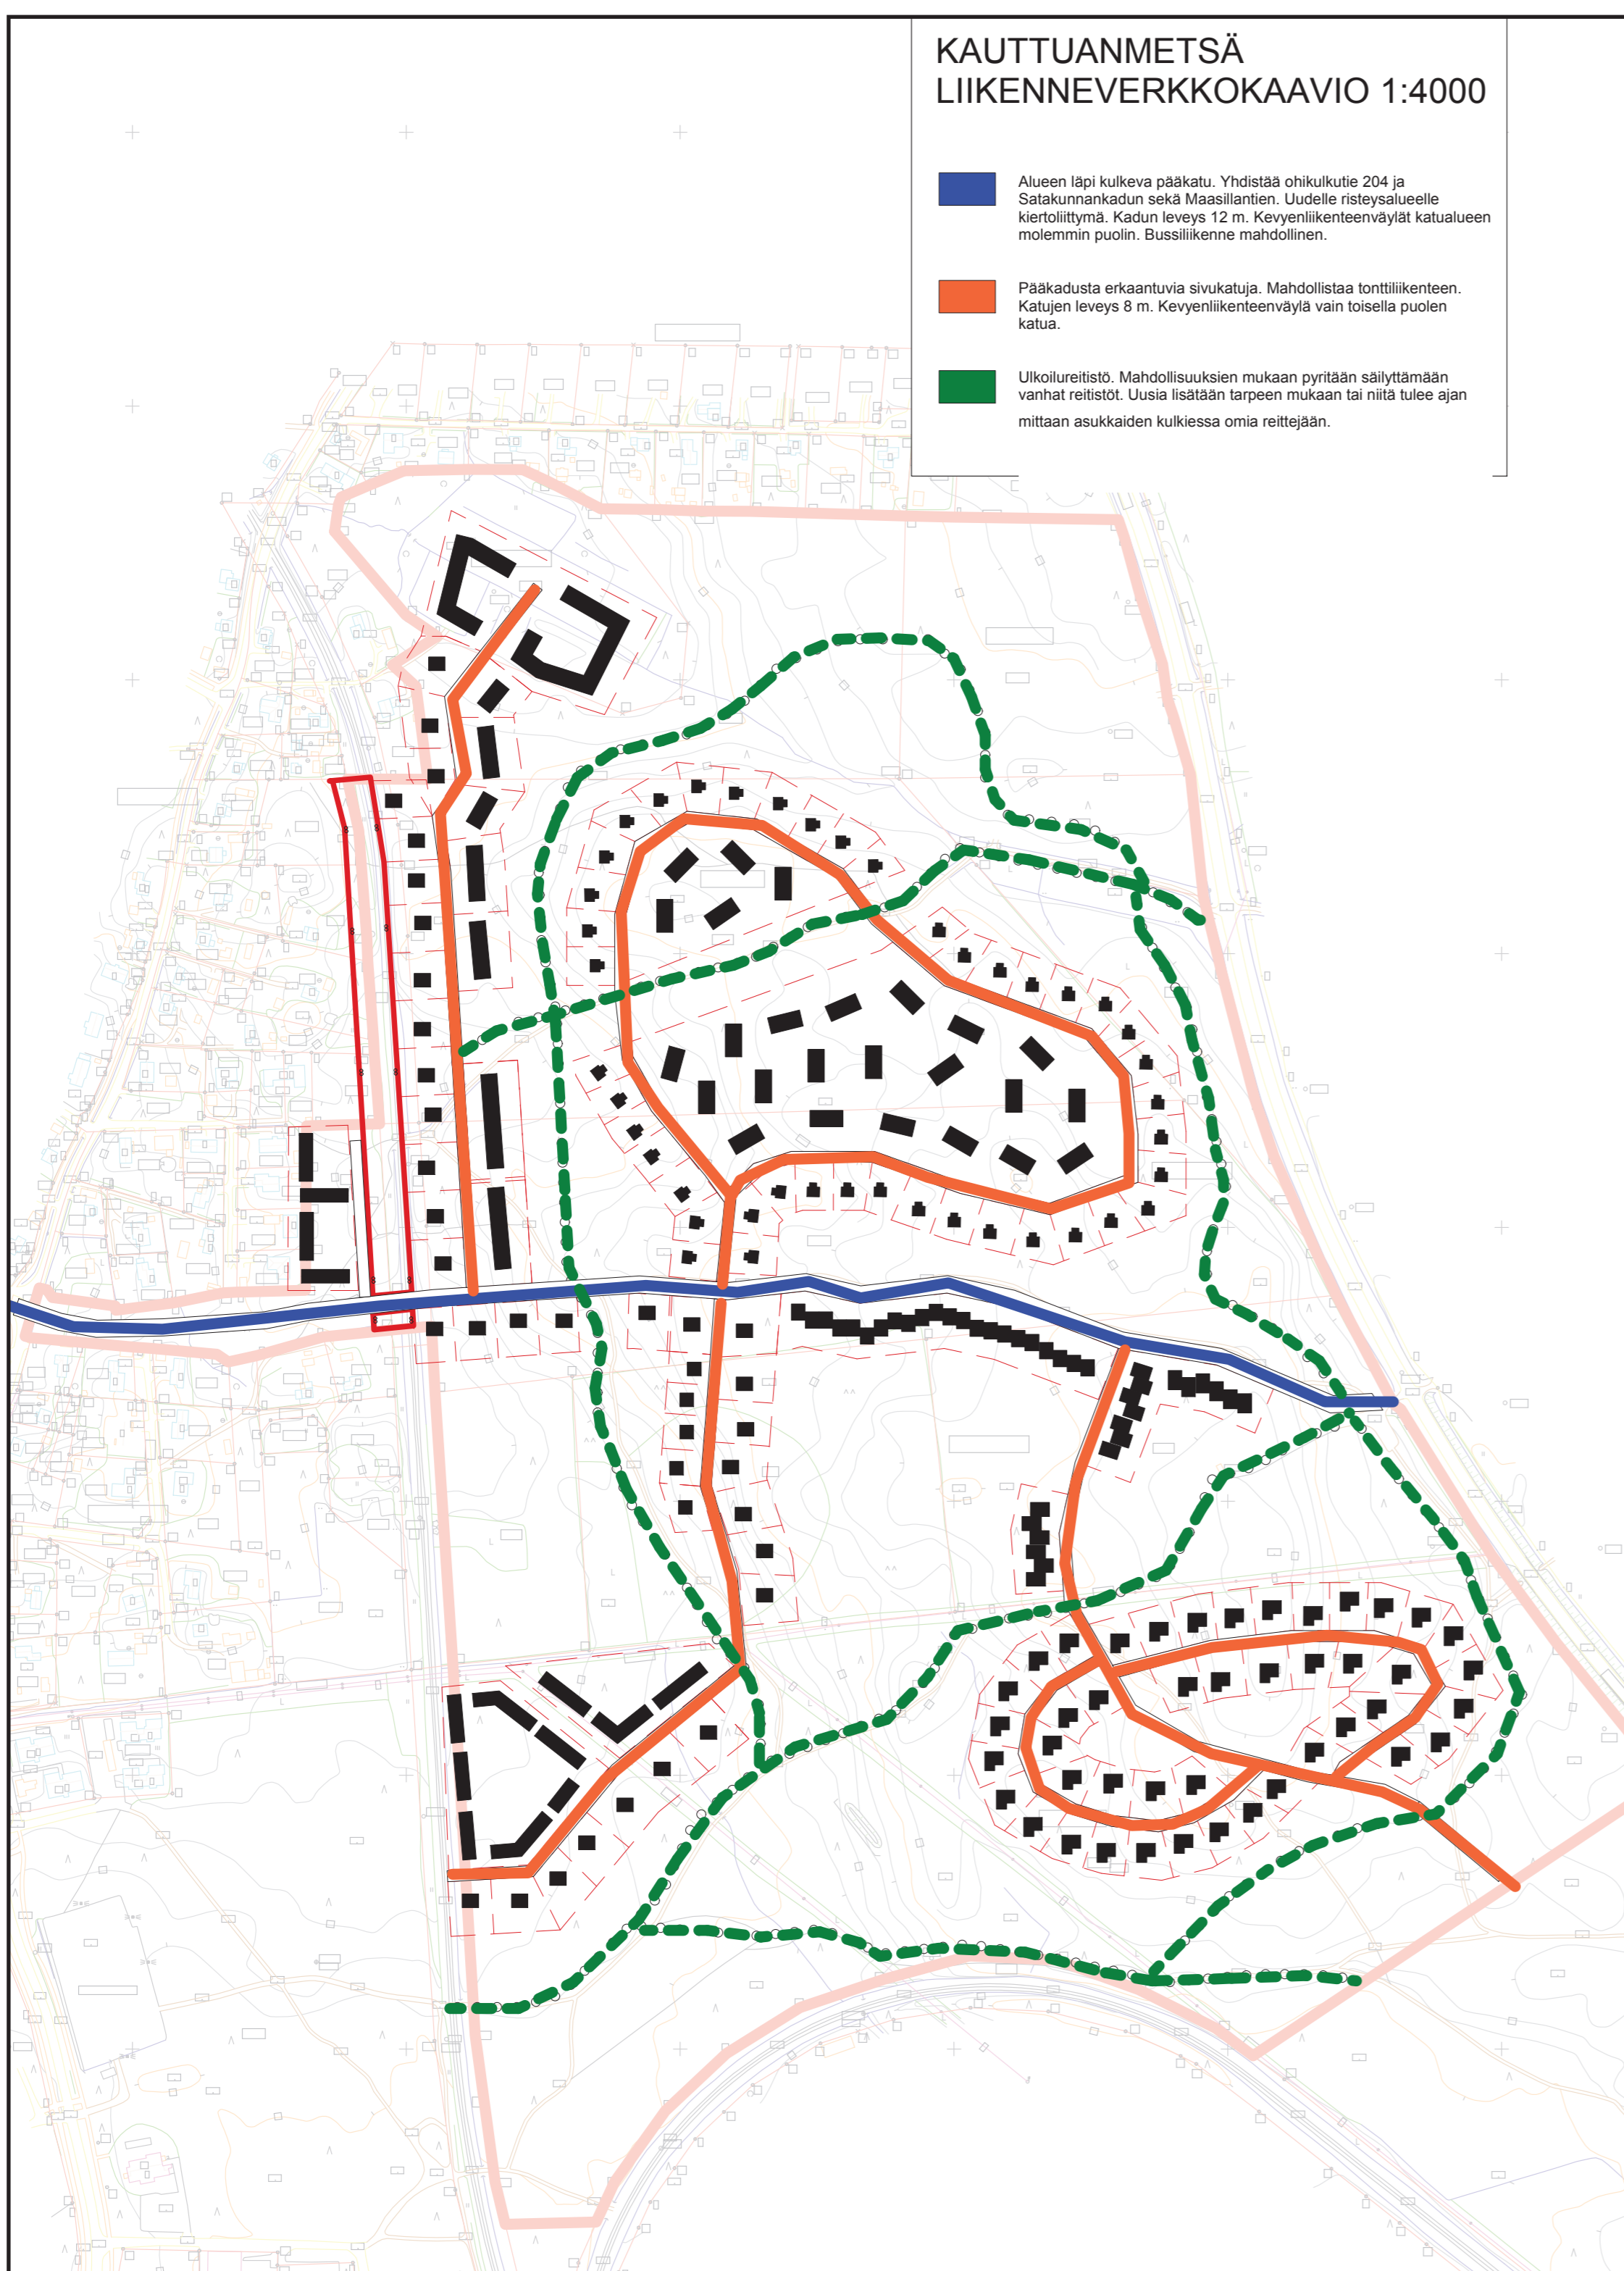 KAUTTUANMETSÄ
LIIKENNEVERKKOKAAVIO 1:4000
Alueen läpi kulkeva pääkatu. Yhdistää ohikulkutie 204 ja
Satakunnankadun sekä Maasillantien. Uudelle risteysalueelle
kiertoliittymä. Kadun leveys 12 m. Kevyenliikenteenväylät katualueen
molemmin puolin. Bussiliikenne mahdollinen.
Pääkadusta erkaantuvia sivukatuja. Mahdollistaa tonttiliikenteen.
Katujen leveys 8 m. Kevyenliikenteenväylä vain toisella puolen
katua.
Ulkoilureitistö. Mahdollisuuksien mukaan pyritään säilyttämään
vanhat reitistöt. Uusia lisätään tarpeen mukaan tai niitä tulee ajan
mittaan asukkaiden kulkiessa omia reittejään.